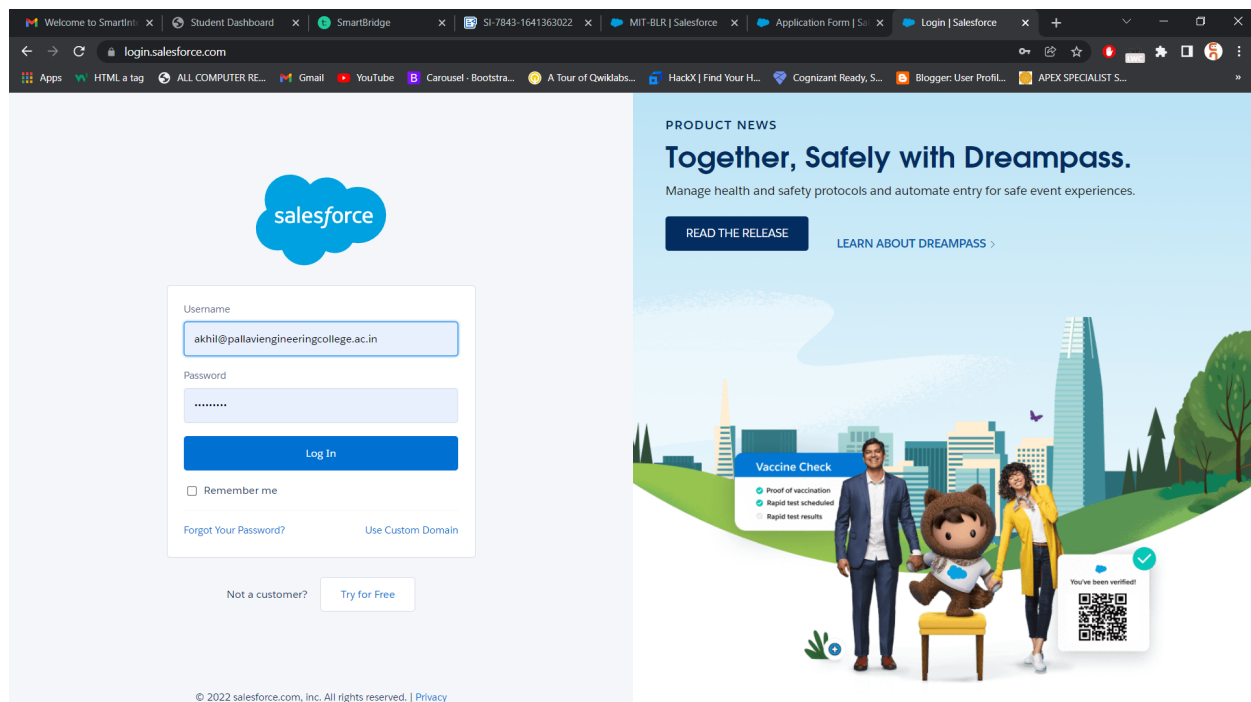 Welcome to SmartInte
Student Dashboard
SmartBridge
SI-7843-1641363022
MIT-BLR | Salesforce
Application Form | Sa
Login | Salesforce
login.salesforce.com
Apps
HTML a tag
ALL COMPUTER RE...
Gmail
YouTube
Carousel · Bootstra...
A Tour of Qwiklabs...
HackX | Find Your H...
Cognizant Ready, S...
Blogger: User Profil...
APEX SPECIALIST S...
»
salesforce
Username
akhil@pallaviengineeringcollege.ac.in
Password
•••••••••
Log In
Remember me
Forgot Your Password?
Use Custom Domain
Not a customer?
Try for Free
© 2022 salesforce.com, inc. All rights reserved. | Privacy
PRODUCT NEWS
Together, Safely with Dreampass.
Manage health and safety protocols and automate entry for safe event experiences.
READ THE RELEASE
LEARN ABOUT DREAMPASS >
Vaccine Check
Proof of vaccination
Rapid test scheduled
Rapid test results
You've been verified!